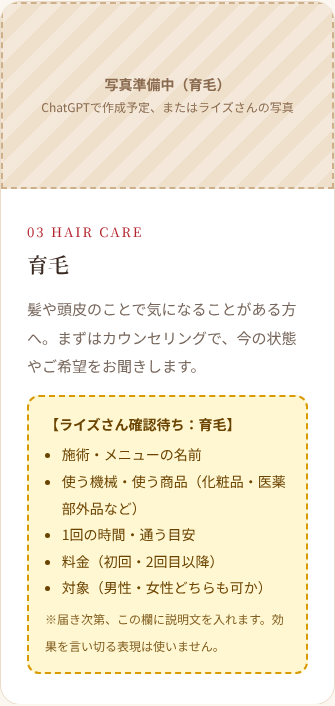 写真準備中（育毛）
ChatGPTで作成予定、またはライズさんの写真
03 HAIR CARE
育毛
髪や頭皮のことで気になることがある方
へ。まずはカウンセリングで、今の状態
やご希望をお聞きします。
【ライズさん確認待ち：育毛】
• 施術・メニューの名前
• 使う機械・使う商品（化粧品・医薬
部外品など）
• 1回の時間・通う目安
• 料金（初回・2回目以降）
• 対象（男性・女性どちらも可か）
※届き次第、この欄に説明文を入れます。効
果を言い切る表現は使いません。